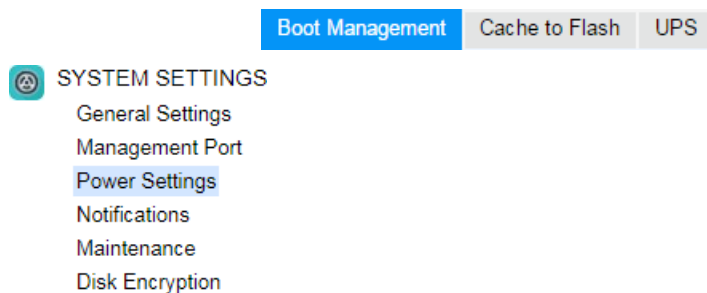 Boot Management Cache to Flash UPS
SYSTEM SETTINGS
General Settings
Management Port
Power Settings
Notifications
Maintenance
Disk Encryption